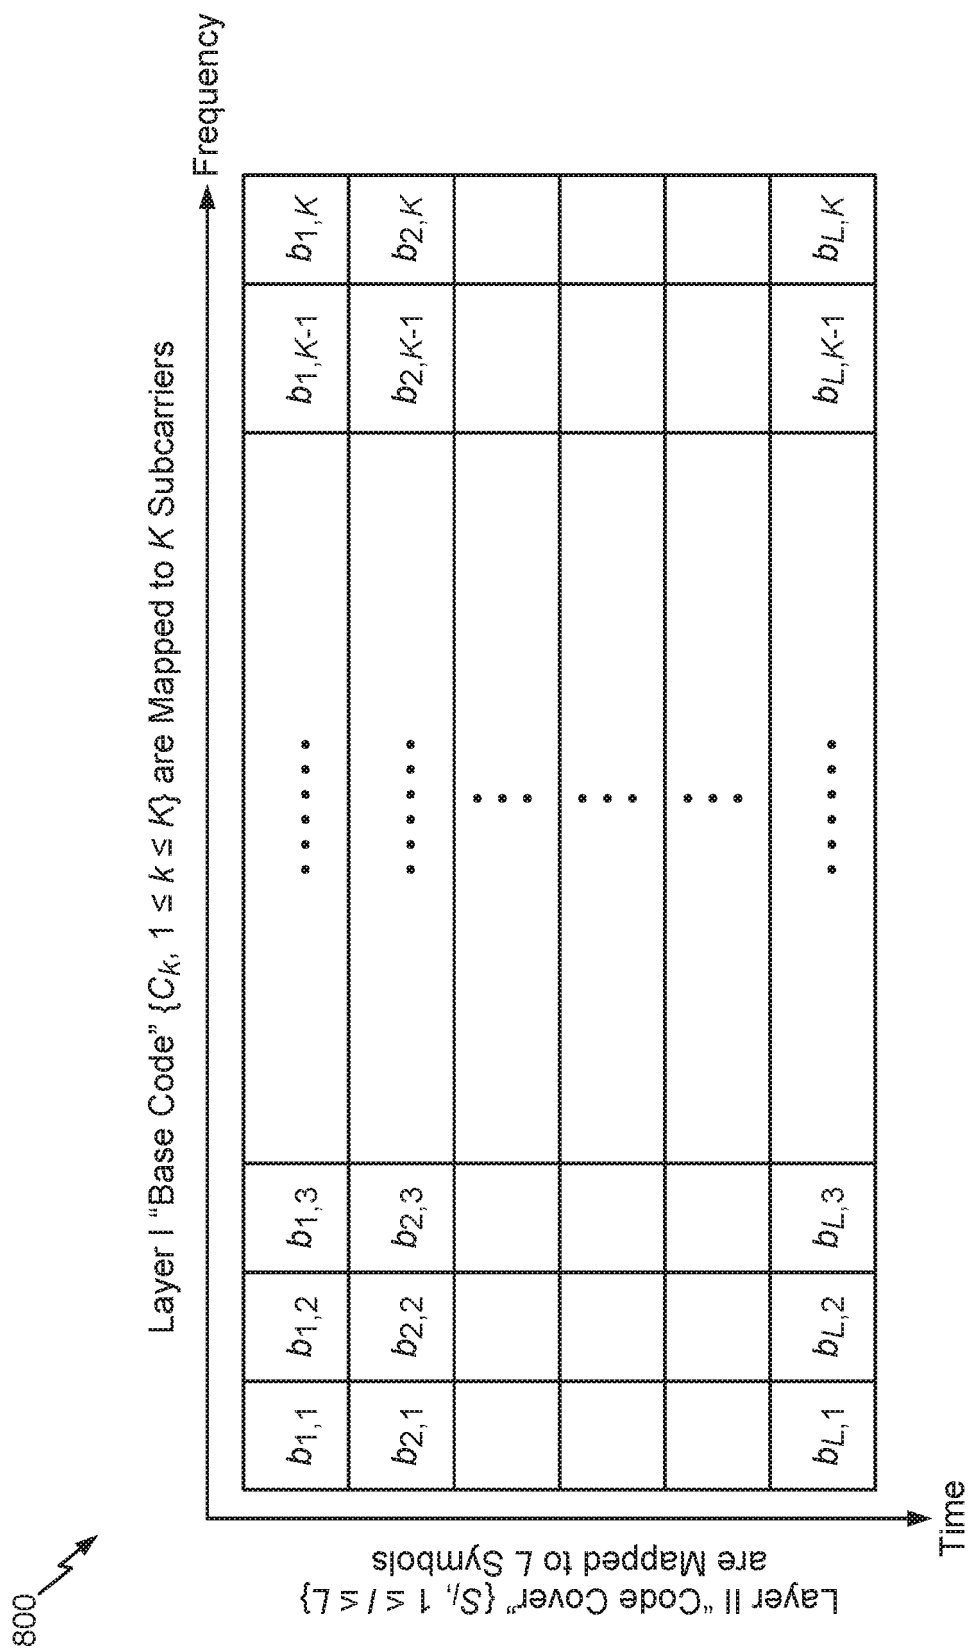 800
Layer I “Base Code” {Ck, 1 ≤ k ≤ K} are Mapped to K Subcarriers
Frequency
Layer II “Code Cover” {Sl, 1 ≤ l ≤ L}
are Mapped to L Symbols
Time
b1,1 b1,2 b1,3 ...... b1,K-1 b1,K
b2,1 b2,2 b2,3 ...... b2,K-1 b2,K
...
...
...
bL,1 bL,2 bL,3 ...... bL,K-1 bL,K